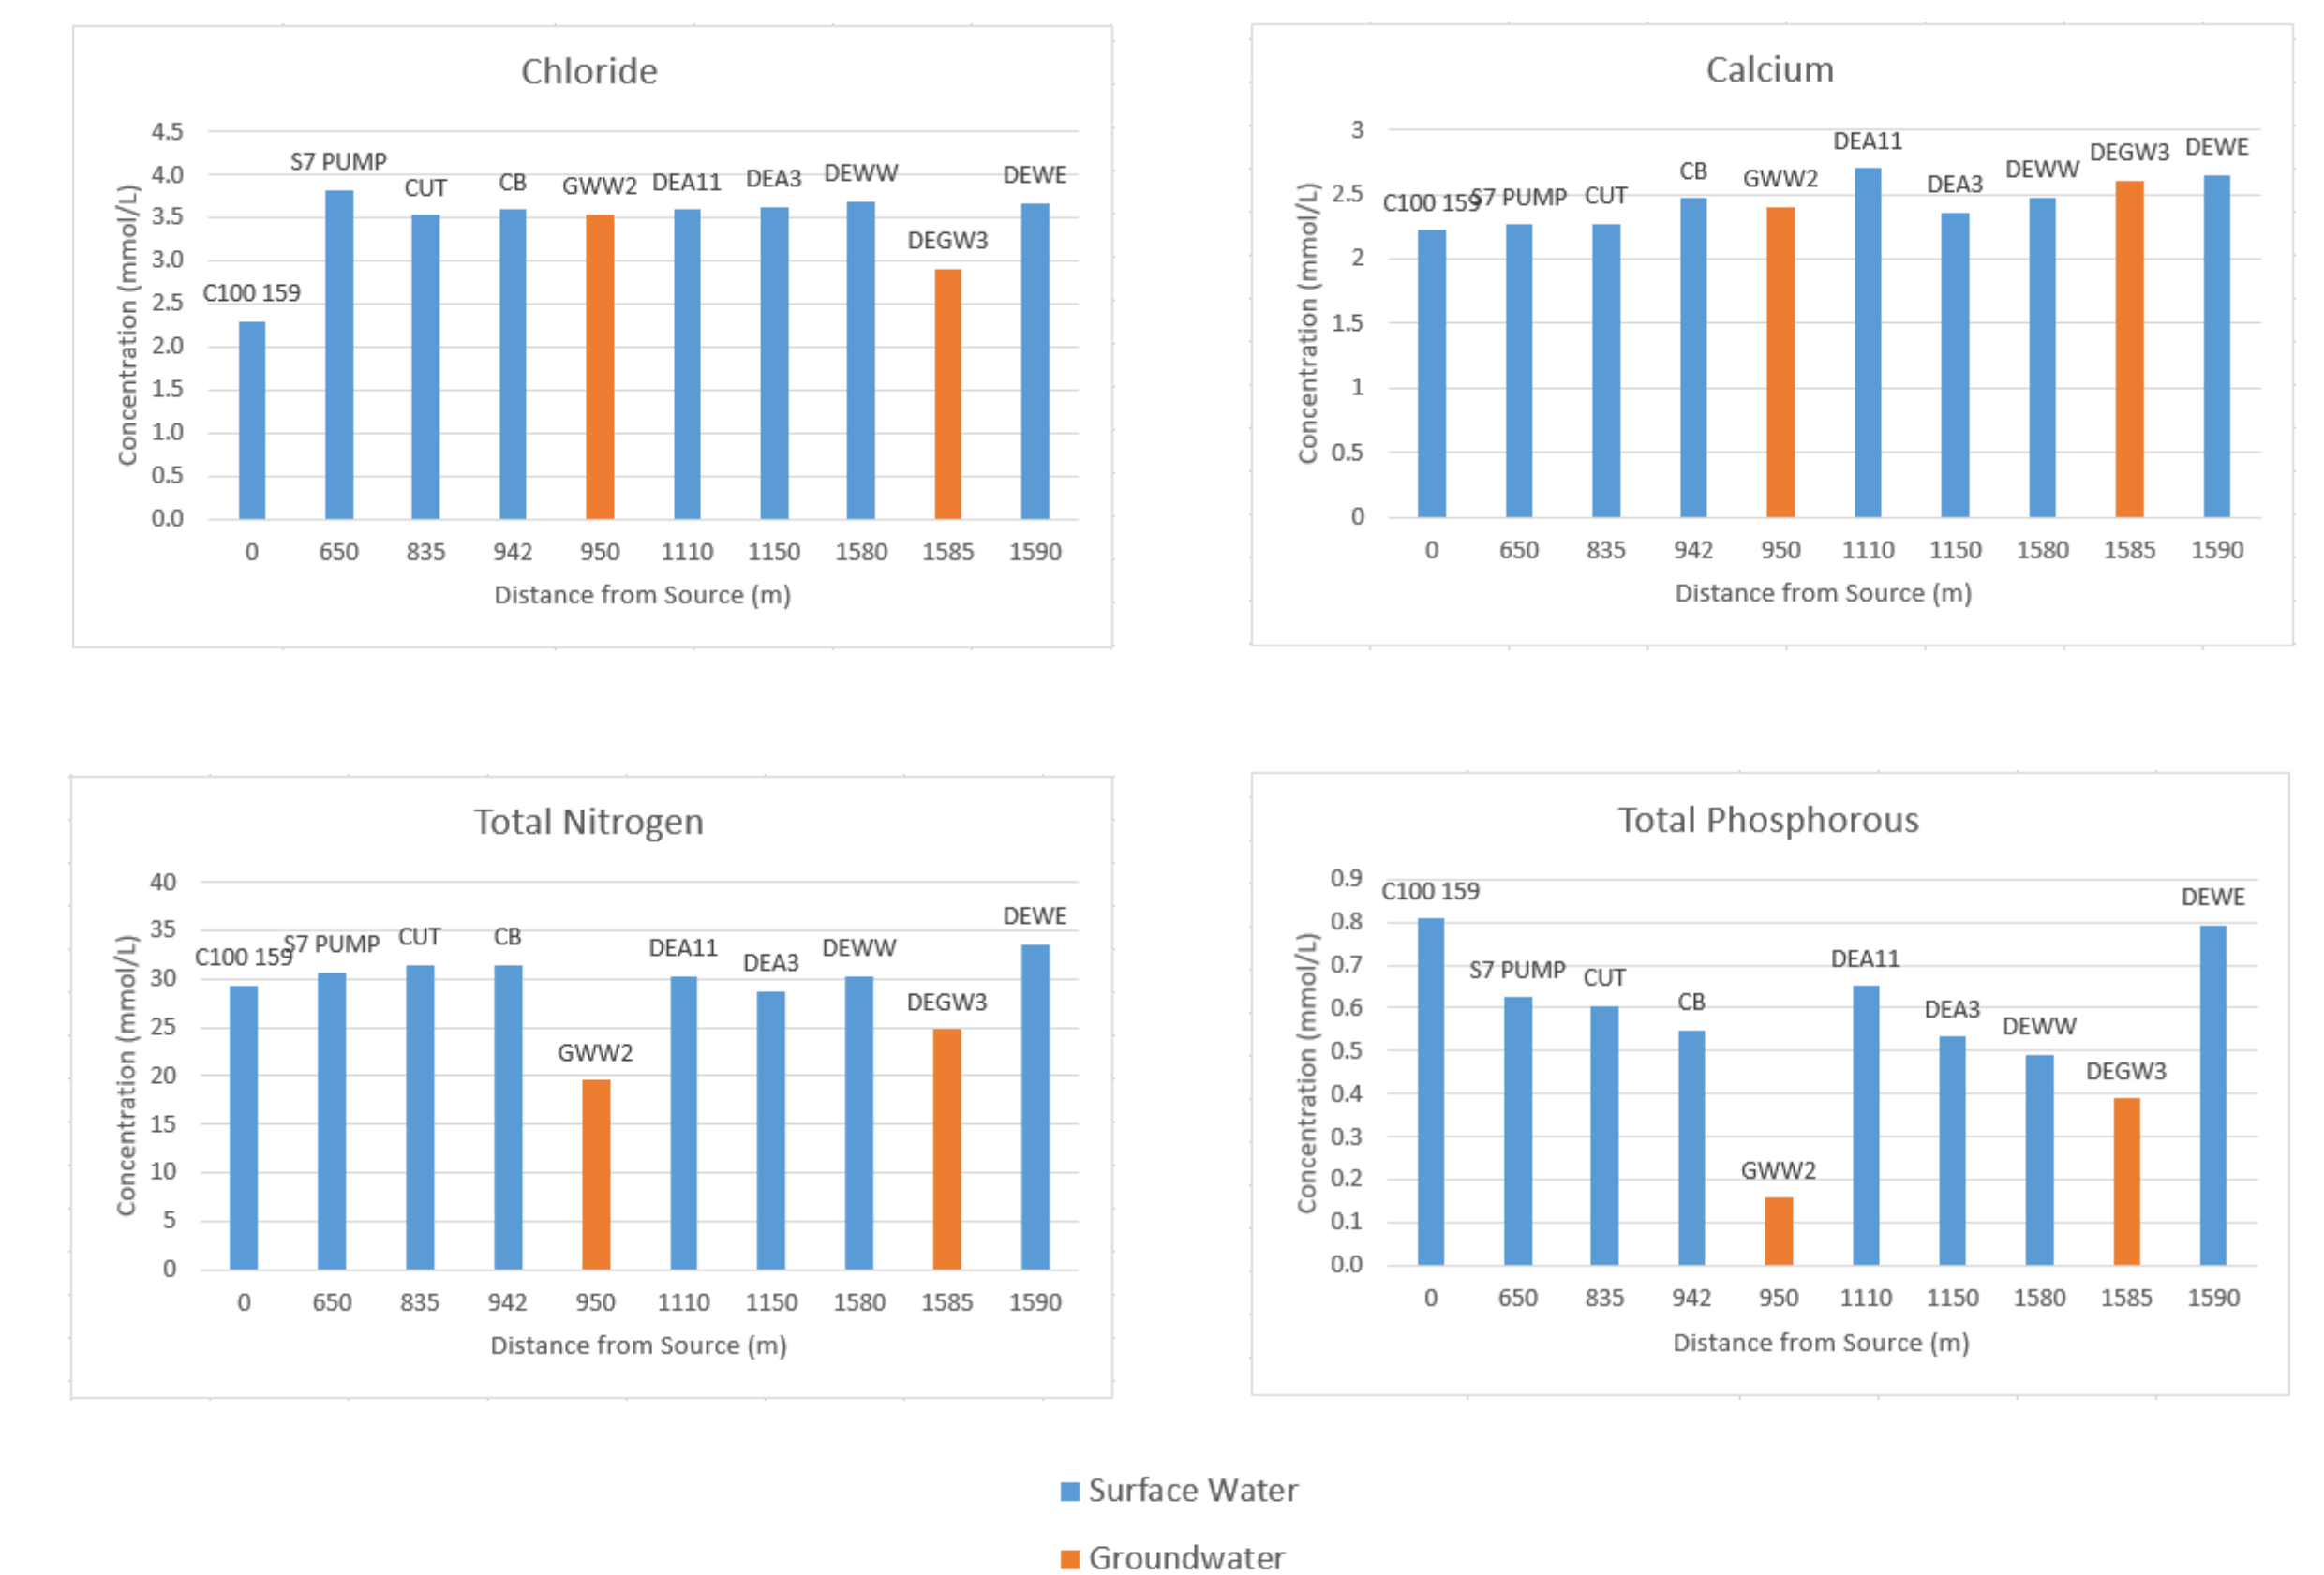 Chloride
Concentration (mmol/L)
4.5
4.0
3.5
3.0
2.5
2.0
1.5
1.0
0.5
0.0
C100 159
S7 PUMP
CUT
CB
GWW2
DEA11
DEA3
DEWW
DEGW3
DEWE
0 650 835 942 950 1110 1150 1580 1585 1590
Distance from Source (m)
Calcium
Concentration (mmol/L)
3
2.5
2
1.5
1
0.5
0
C100 159
S7 PUMP
CUT
CB
GWW2
DEA11
DEA3
DEWW
DEGW3
DEWE
0 650 835 942 950 1110 1150 1580 1585 1590
Distance from Source (m)
Total Nitrogen
Concentration (mmol/L)
40
35
30
25
20
15
10
5
0
C100 159
S7 PUMP
CUT
CB
GWW2
DEA11
DEA3
DEWW
DEGW3
DEWE
0 650 835 942 950 1110 1150 1580 1585 1590
Distance from Source (m)
Total Phosphorous
Concentration (mmol/L)
0.9
0.8
0.7
0.6
0.5
0.4
0.3
0.2
0.1
0.0
C100 159
S7 PUMP
CUT
CB
GWW2
DEA11
DEA3
DEWW
DEGW3
DEWE
0 650 835 942 950 1110 1150 1580 1585 1590
Distance from Source (m)
Surface Water
Groundwater